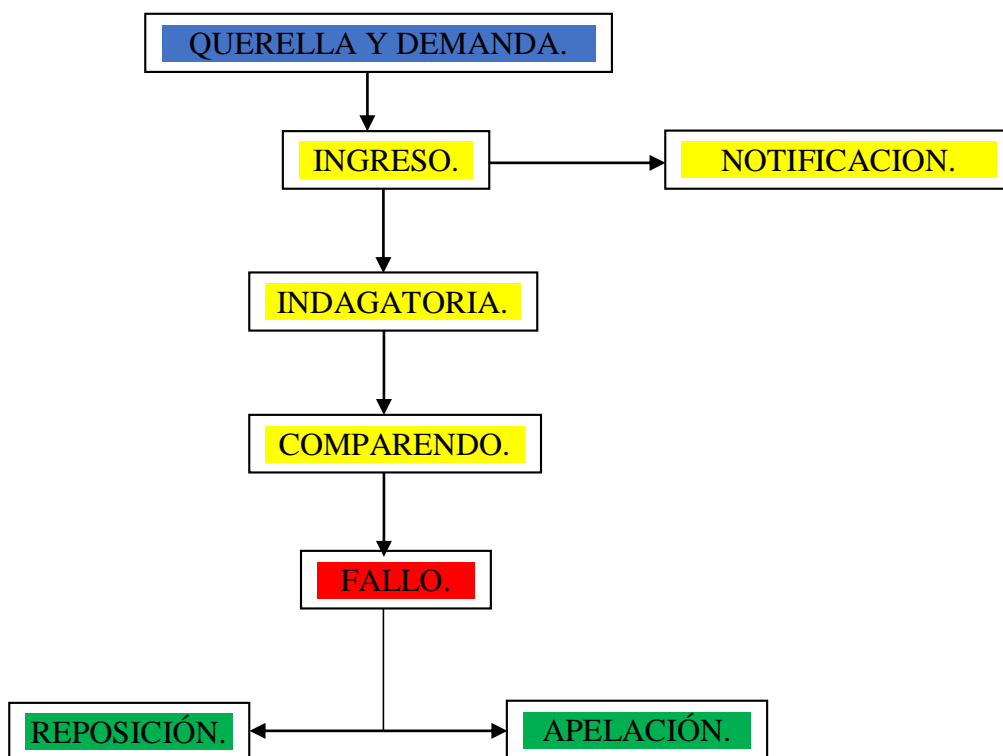 QUERELLA Y DEMANDA.
INGRESO.
NOTIFICACION.
INDAGATORIA.
COMPARENDO.
FALLO.
REPOSICIÓN.
APELACIÓN.